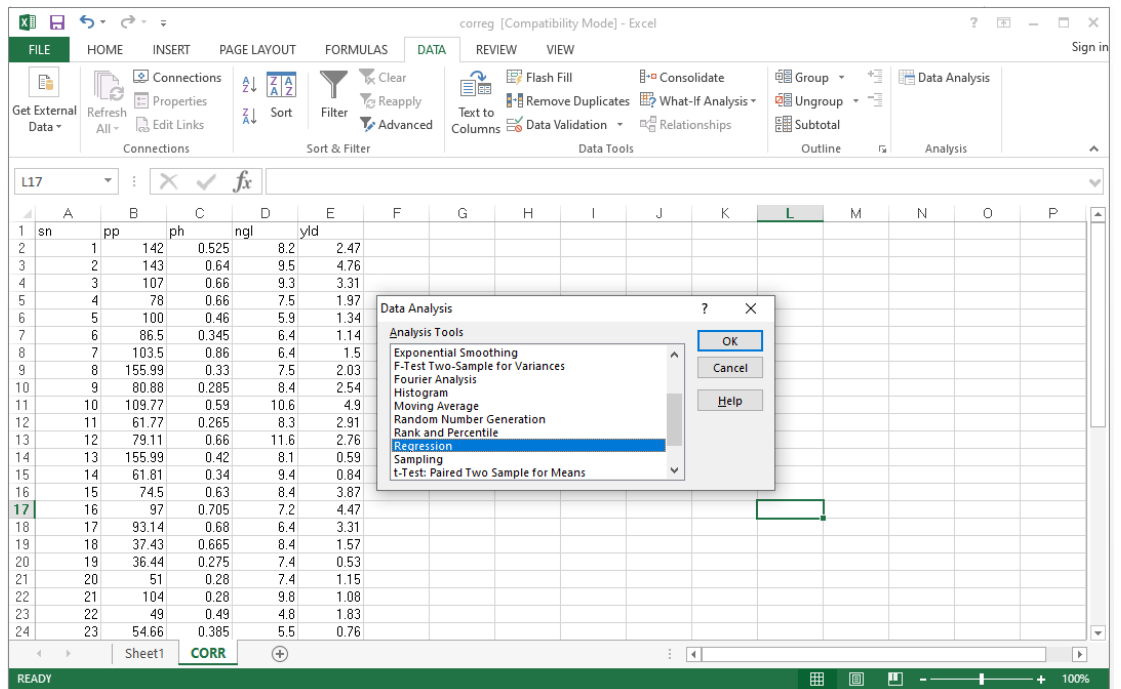 correg [Compatibility Mode] - Excel
FILE HOME INSERT PAGE LAYOUT FORMULAS DATA REVIEW VIEW Sign in
Get External Data
Refresh All
Connections
Properties
Edit Links
Connections
Sort
Filter
Clear
Reapply
Advanced
Sort & Filter
Text to Columns
Flash Fill
Remove Duplicates
Data Validation
Consolidate
What-If Analysis
Relationships
Data Tools
Group
Ungroup
Subtotal
Outline
Data Analysis
Analysis
L17 fx
A B C D E F G H I J K L M N O P
1 sn pp ph ngl yld
2 1 142 0.525 8.2 2.47
3 2 143 0.64 9.5 4.76
4 3 107 0.66 9.3 3.31
5 4 78 0.66 7.5 1.97
6 5 100 0.46 5.9 1.34
7 6 86.5 0.345 6.4 1.14
8 7 103.5 0.86 6.4 1.5
9 8 155.99 0.33 7.5 2.03
10 9 80.88 0.285 8.4 2.54
11 10 109.77 0.59 10.6 4.9
12 11 61.77 0.265 8.3 2.91
13 12 79.11 0.66 11.6 2.76
14 13 155.99 0.42 8.1 0.59
15 14 61.81 0.34 9.4 0.84
16 15 74.5 0.63 8.4 3.87
17 16 97 0.705 7.2 4.47
18 17 93.14 0.68 6.4 3.31
19 18 37.43 0.665 8.4 1.57
20 19 36.44 0.275 7.4 0.53
21 20 51 0.28 7.4 1.15
22 21 104 0.28 9.8 1.08
23 22 49 0.49 4.8 1.83
24 23 54.66 0.385 5.5 0.76
Data Analysis ?
Analysis Tools
Exponential Smoothing
F-Test Two-Sample for Variances
Fourier Analysis
Histogram
Moving Average
Random Number Generation
Rank and Percentile
Regression
Sampling
t-Test: Paired Two Sample for Means
OK
Cancel
Help
Sheet1 CORR
READY 100%